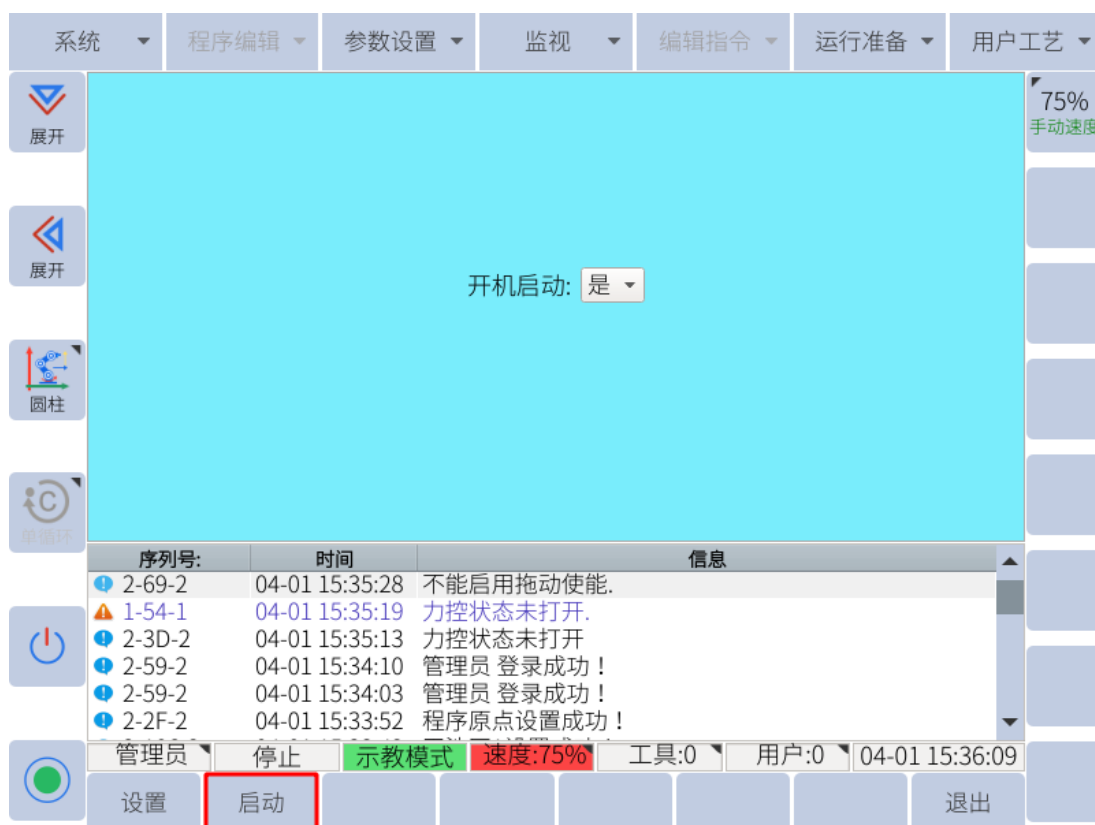 系统 程序编辑 参数设置 监视 编辑指令 运行准备 用户工艺
展开
75%
手动速度
展开
开机启动: 是
圆柱
单循环
序列号: 时间 信息
2-69-2 04-01 15:35:28 不能启用拖动使能.
1-54-1 04-01 15:35:19 力控状态未打开.
2-3D-2 04-01 15:35:13 力控状态未打开
2-59-2 04-01 15:34:10 管理员 登录成功！
2-59-2 04-01 15:34:03 管理员 登录成功！
2-2F-2 04-01 15:33:52 程序原点设置成功！
管理员 停止 示教模式 速度:75% 工具:0 用户:0 04-01 15:36:09
设置 启动 退出